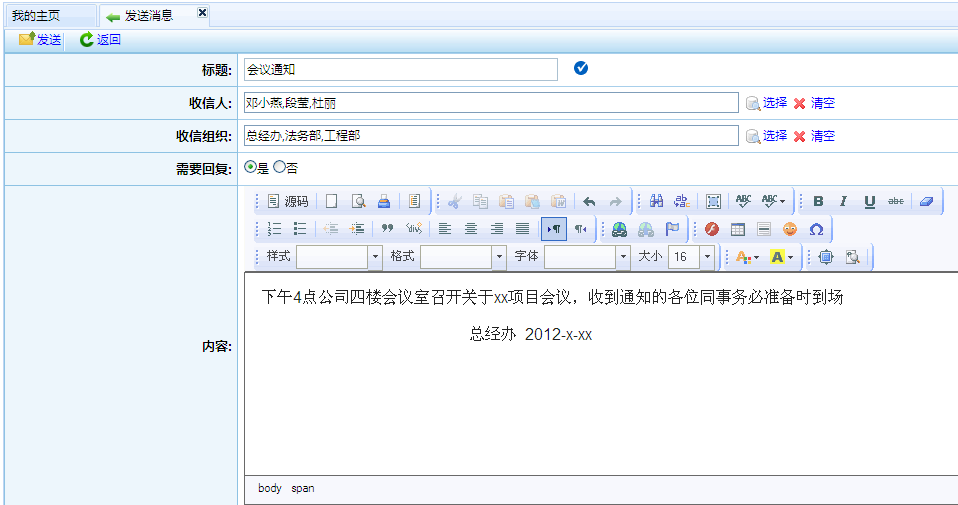 我的主页 发送消息
发送 返回
标题: 会议通知
收信人: 邓小燕,段莹,杜丽 选择 清空
收信组织: 总经办,法务部,工程部 选择 清空
需要回复: 是 否
源码 ABC ABC B I U abc
样式 格式 字体 大小 16 A A
下午4点公司四楼会议室召开关于xx项目会议，收到通知的各位同事务必准备时到场
总经办 2012-x-xx
内容:
body span